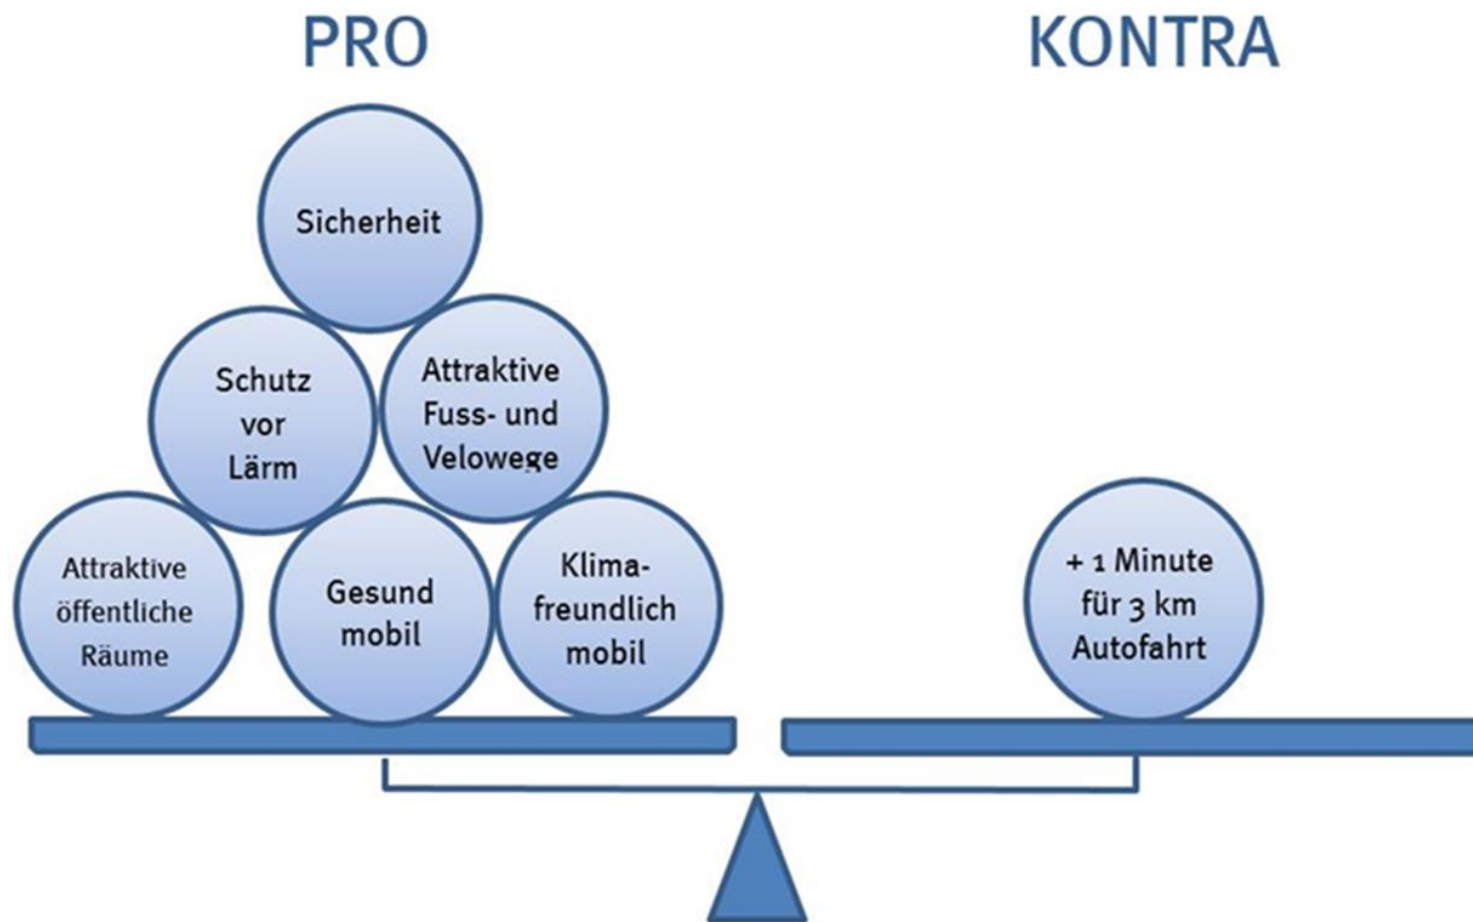 PRO
KONTRA
Sicherheit
Schutz
vor
Lärm
Attraktive
Fuss- und
Velowege
Attraktive
öffentliche
Räume
Gesund
mobil
Klima-
freundlich
mobil
+ 1 Minute
für 3 km
Autofahrt